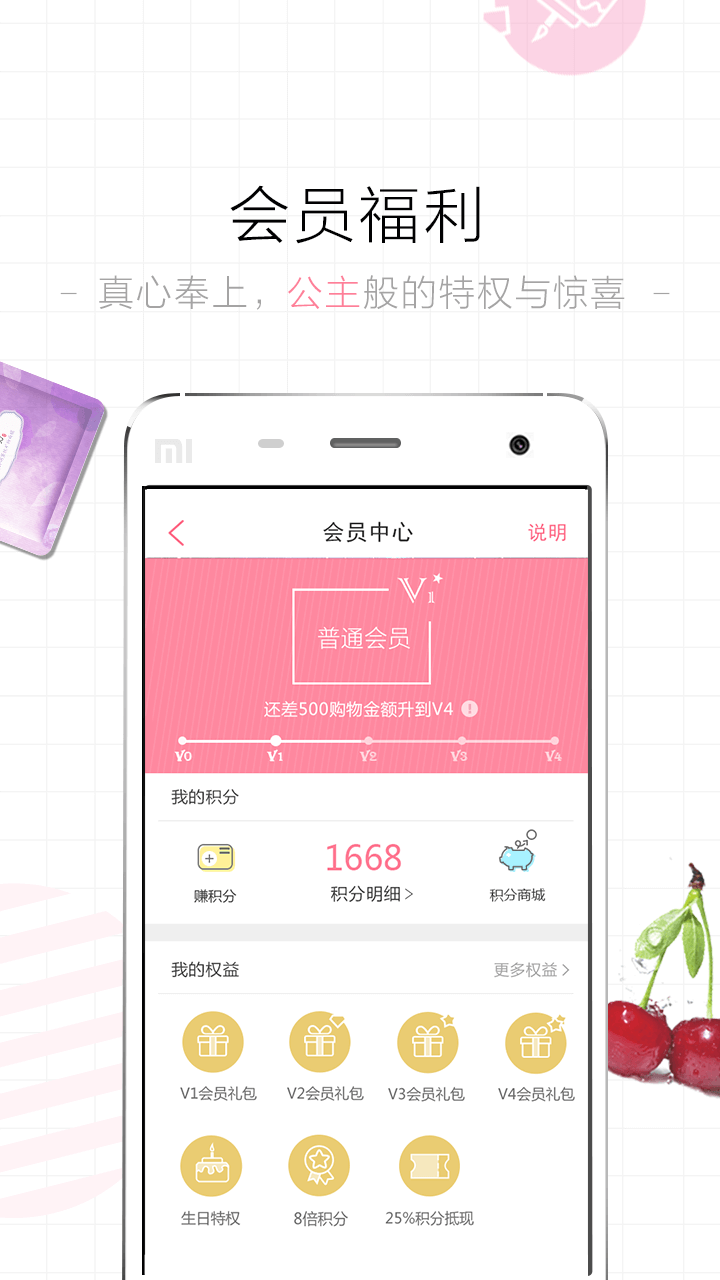 会员福利
真心奉上，公主般的特权与惊喜
mi
会员中心 说明
V1
普通会员
还差500购物金额升到V4 !
V0 V1 V2 V3 V4
我的积分
赚积分 1668 积分商城
积分明细>
我的权益 更多权益>
V1会员礼包 V2会员礼包 V3会员礼包 V4会员礼包
生日特权 8倍积分 25%积分抵现